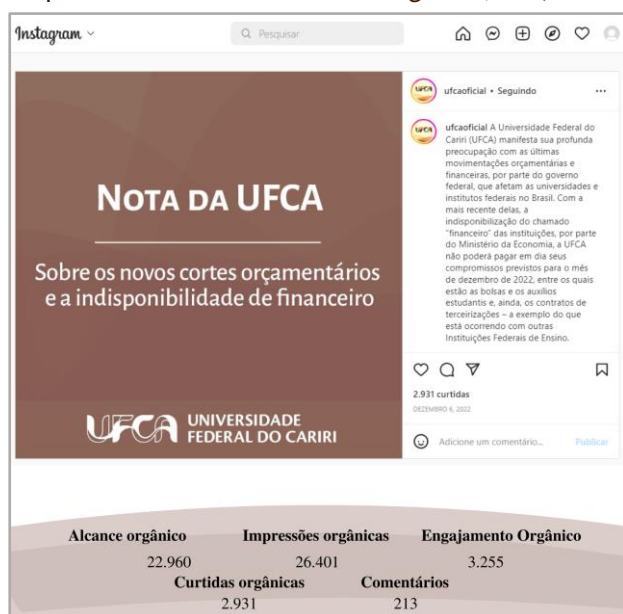 Instagram
Pesquisar
NOTA DA UFCA
Sobre os novos cortes orçamentários
e a indisponibilidade de financeiro
UFCA UNIVERSIDADE
FEDERAL DO CARIRI
UFCA
ufcaoficial • Seguindo
UFCA
ufcaoficial A Universidade Federal do
Cariri (UFCA) manifesta sua profunda
preocupação com as últimas
movimentações orçamentárias e
financeiras, por parte do governo
federal, que afetam as universidades e
institutos federais no Brasil. Com a
mais recente delas, a
indisponibilização do chamado
"financeiro" das instituições, por parte
do Ministério da Economia, a UFCA
não poderá pagar em dia seus
compromissos previstos para o mês
de dezembro de 2022, entre os quais
estão as bolsas e os auxílios
estudantis e, ainda, os contratos de
terceirizações – a exemplo do que
está ocorrendo com outras
Instituições Federais de Ensino.
2.931 curtidas
DEZEMBRO 6, 2022
Adicione um comentário... Publicar
Alcance orgânico Impressões orgânicas Engajamento Orgânico
22.960 26.401 3.255
Curtidas orgânicas Comentários
2.931 213